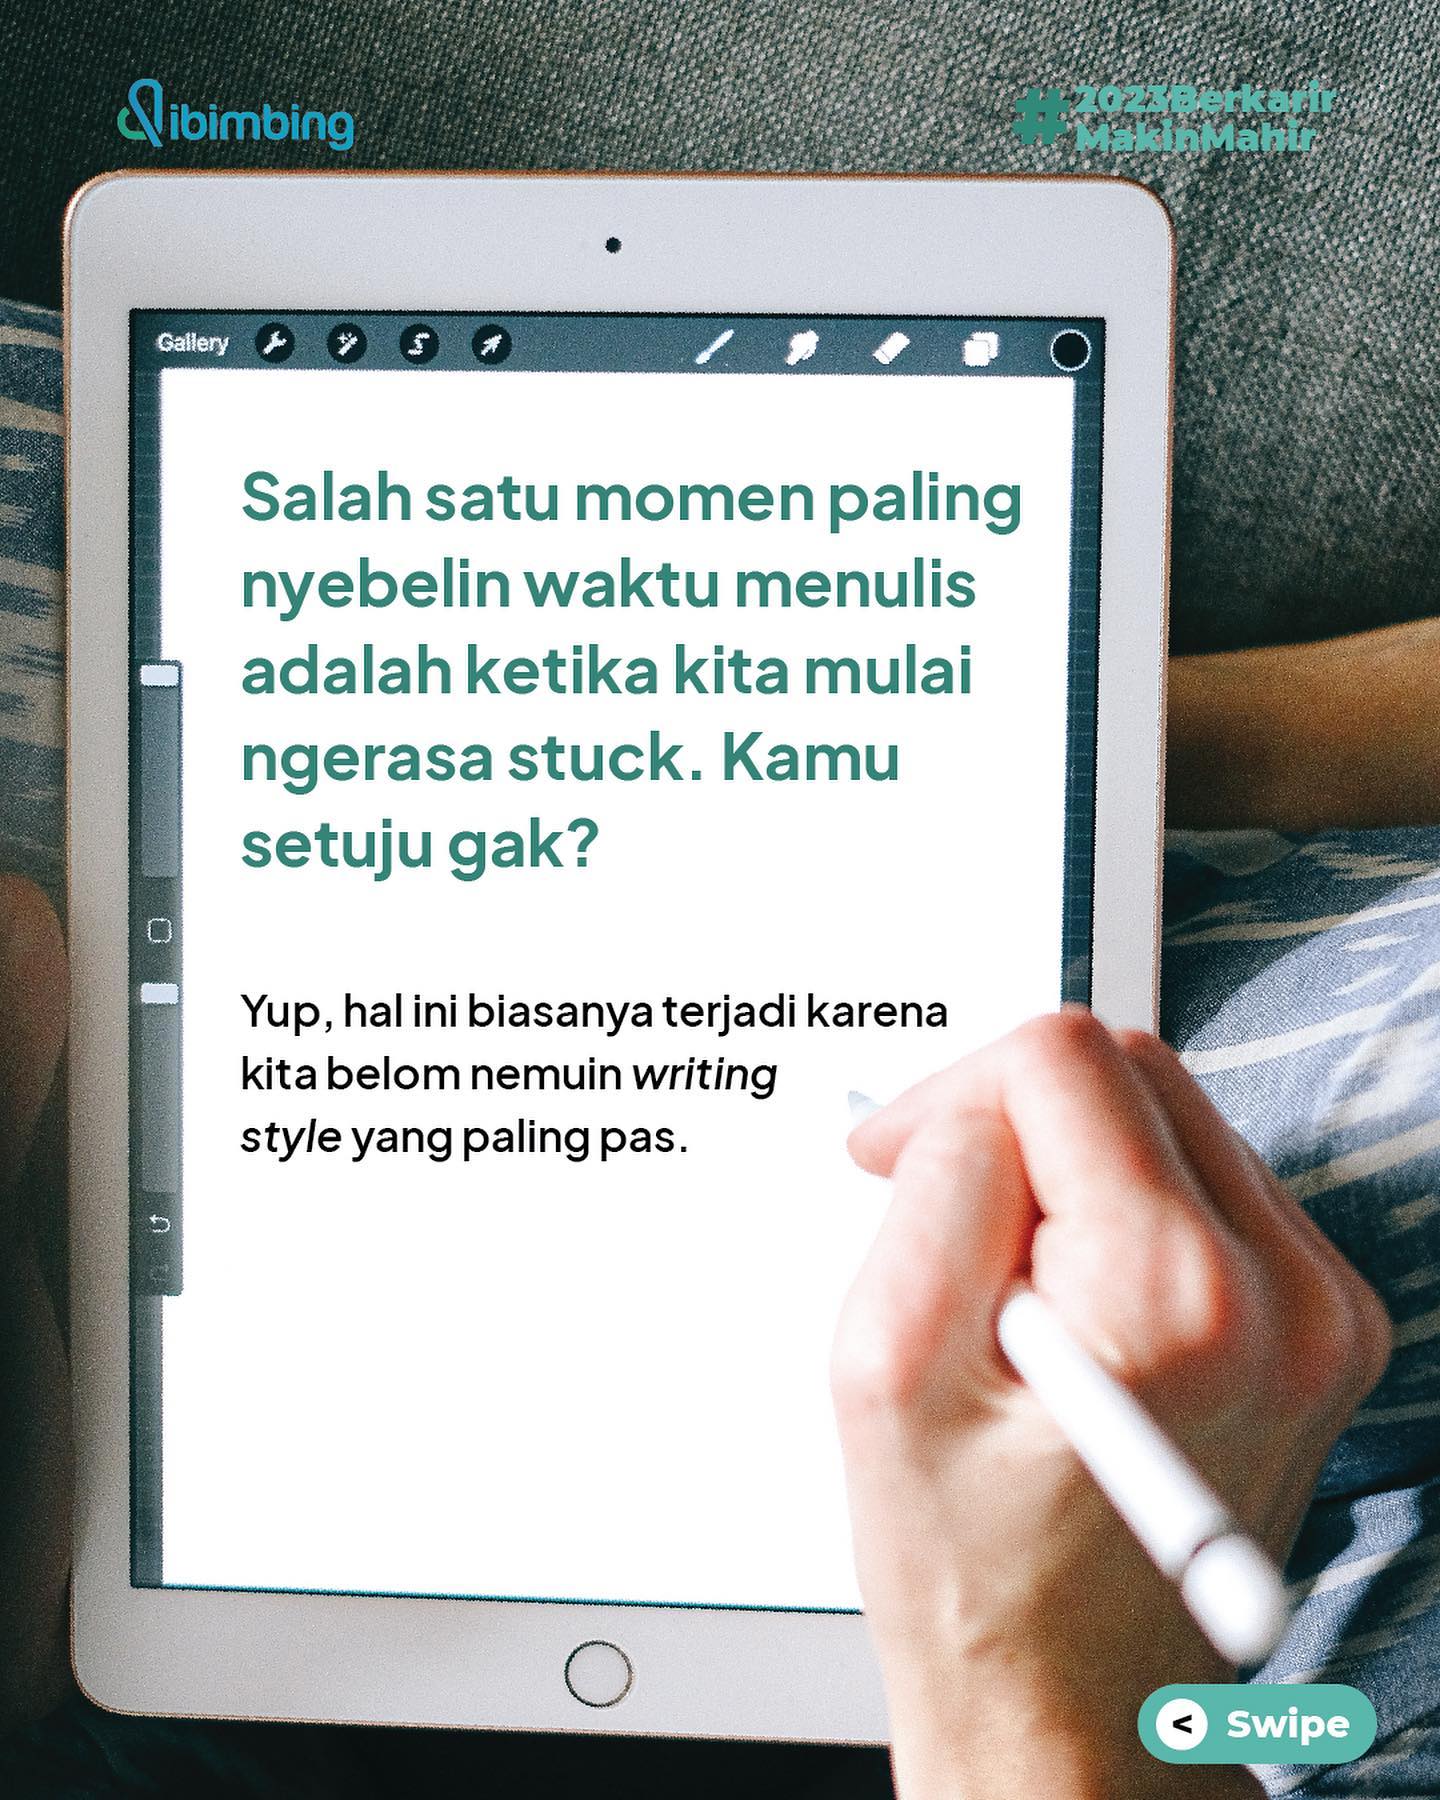 ibimbing
#2023Berkarir
MakinMahir
Gallery
Salah satu momen paling
nyebelin waktu menulis
adalah ketika kita mulai
ngerasa stuck. Kamu
setuju gak?
Yup, hal ini biasanya terjadi karena
kita belom nemuin writing
style yang paling pas.
< Swipe